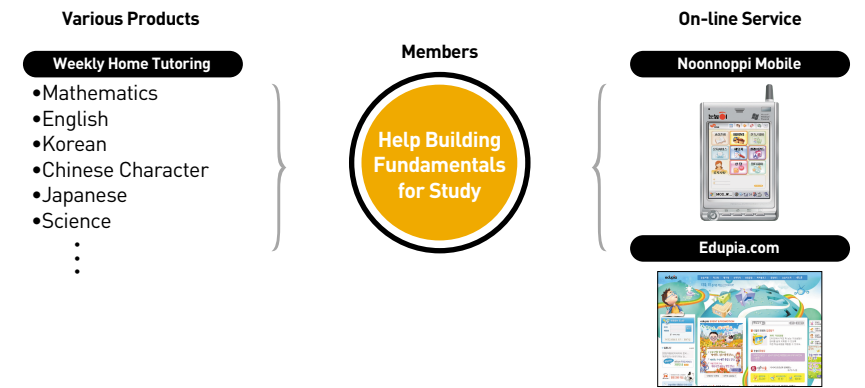 Various Products
Weekly Home Tutoring
•Mathematics
•English
•Korean
•Chinese Character
•Japanese
•Science
Members
Help Building
Fundamentals
for Study
On-line Service
Noonnoppi Mobile
Edupia.com
edupia